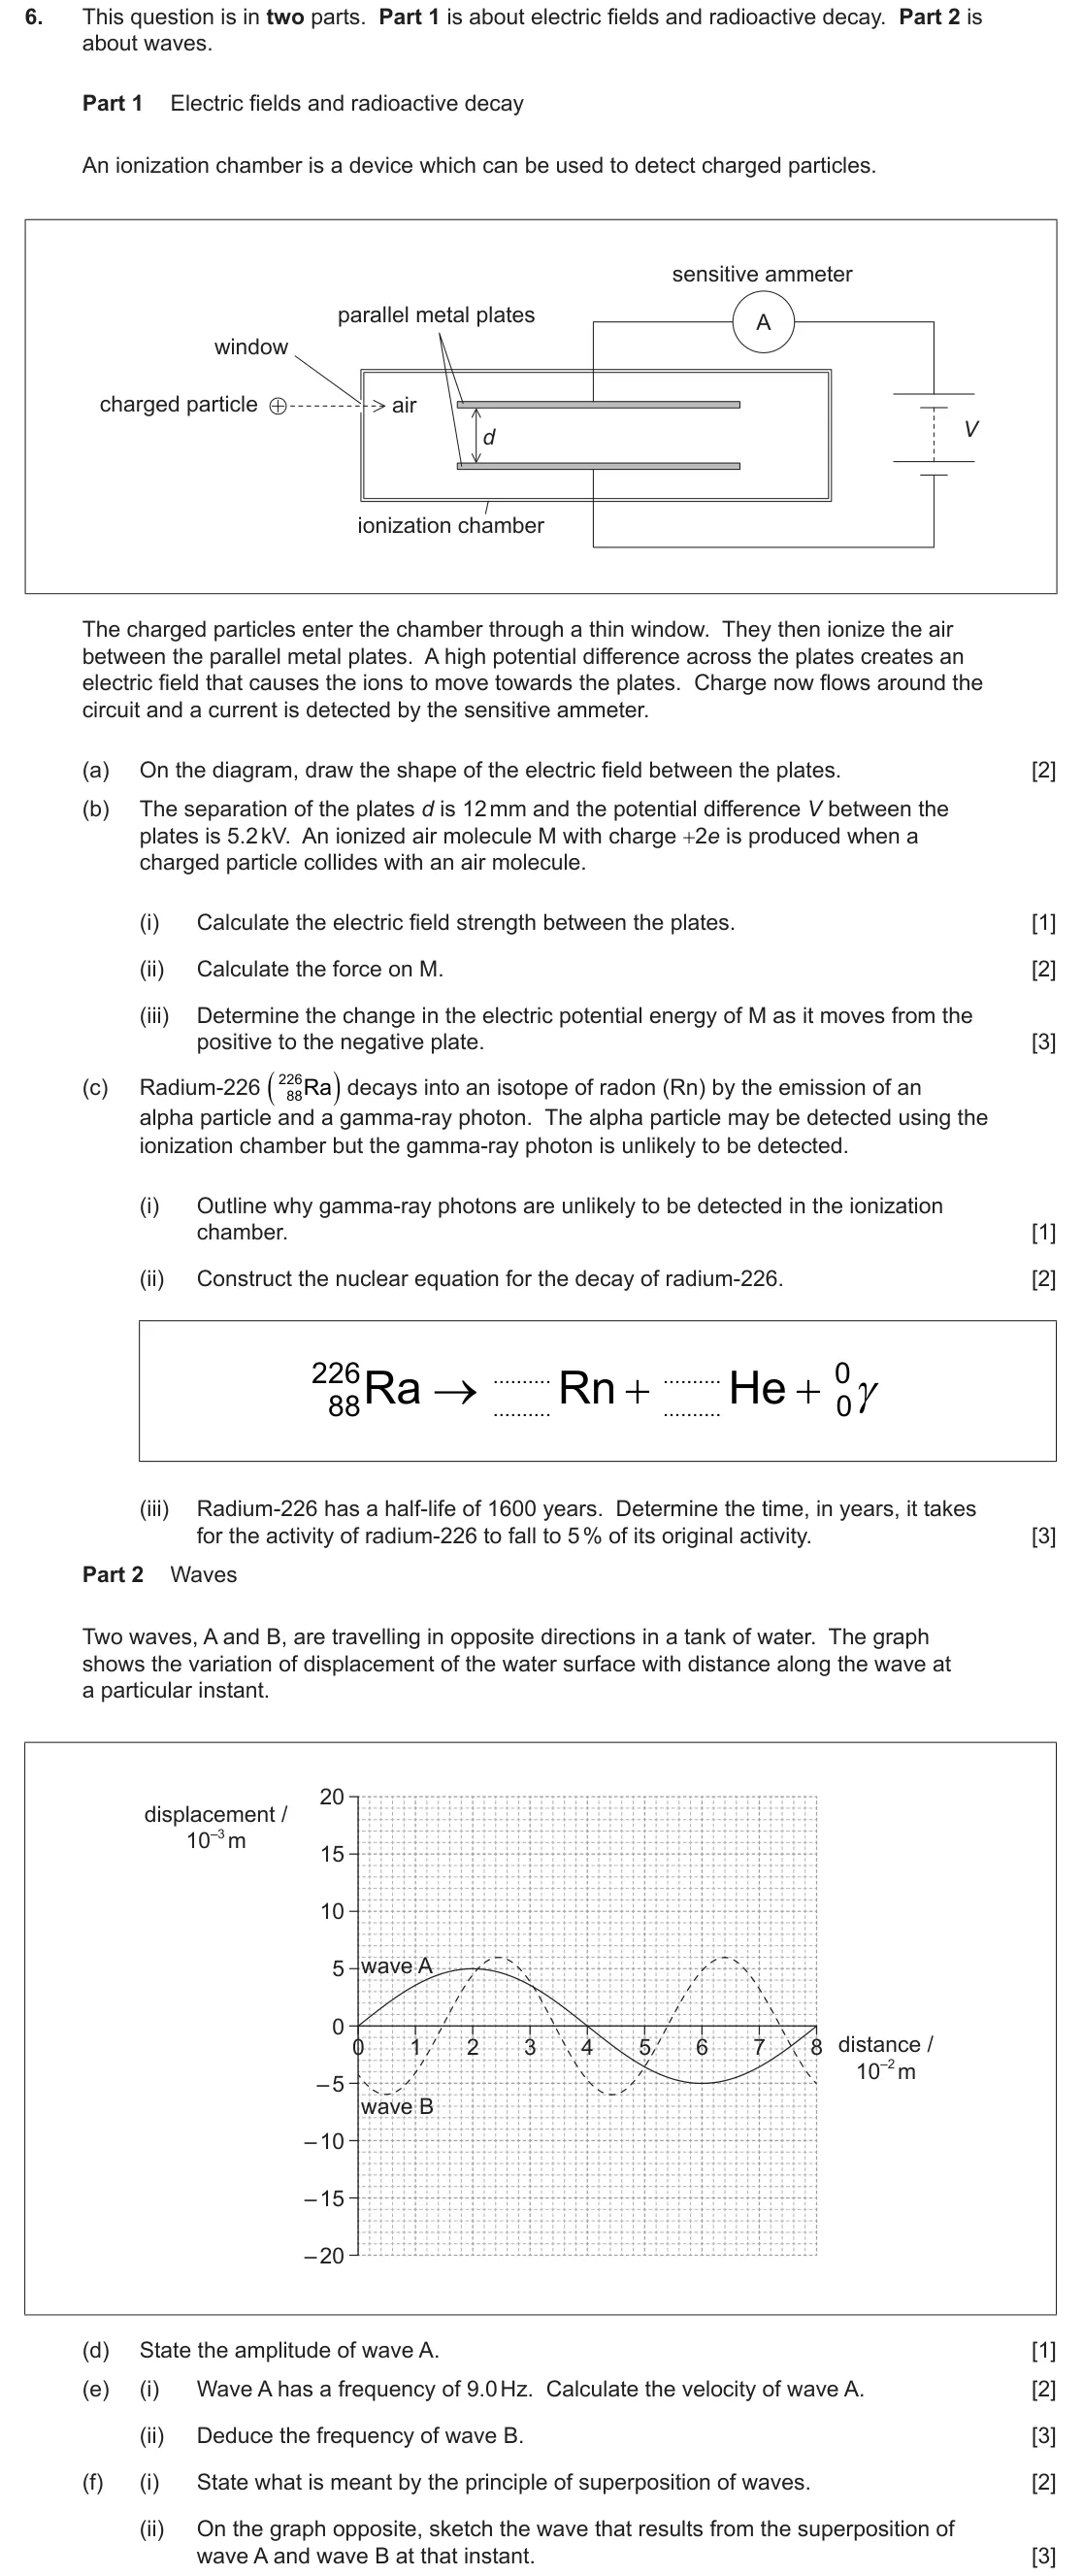 6. This question is in two parts. Part 1 is about electric fields and radioactive decay. Part 2 is
about waves.
Part 1 Electric fields and radioactive decay
An ionization chamber is a device which can be used to detect charged particles.
sensitive ammeter
A
parallel metal plates
window
charged particle ⊕
air
d
V
ionization chamber
The charged particles enter the chamber through a thin window. They then ionize the air
between the parallel metal plates. A high potential difference across the plates creates an
electric field that causes the ions to move towards the plates. Charge now flows around the
circuit and a current is detected by the sensitive ammeter.
(a) On the diagram, draw the shape of the electric field between the plates. [2]
(b) The separation of the plates d is 12 mm and the potential difference V between the
plates is 5.2 kV. An ionized air molecule M with charge +2e is produced when a
charged particle collides with an air molecule.
(i) Calculate the electric field strength between the plates. [1]
(ii) Calculate the force on M. [2]
(iii) Determine the change in the electric potential energy of M as it moves from the
positive to the negative plate. [3]
(c) Radium-226 (²²⁶₈₈Ra) decays into an isotope of radon (Rn) by the emission of an
alpha particle and a gamma-ray photon. The alpha particle may be detected using the
ionization chamber but the gamma-ray photon is unlikely to be detected.
(i) Outline why gamma-ray photons are unlikely to be detected in the ionization
chamber. [1]
(ii) Construct the nuclear equation for the decay of radium-226. [2]
²²⁶₈₈Ra → .......... .......... Rn + .......... .......... He + ⁰₀γ
(iii) Radium-226 has a half-life of 1600 years. Determine the time, in years, it takes
for the activity of radium-226 to fall to 5 % of its original activity. [3]
Part 2 Waves
Two waves, A and B, are travelling in opposite directions in a tank of water. The graph
shows the variation of displacement of the water surface with distance along the wave at
a particular instant.
displacement /
10⁻³ m
20
15
10
5
0
–5
–10
–15
–20
wave A
wave B
0 1 2 3 4 5 6 7 8
distance /
10⁻² m
(d) State the amplitude of wave A. [1]
(e) (i) Wave A has a frequency of 9.0 Hz. Calculate the velocity of wave A. [2]
(ii) Deduce the frequency of wave B. [3]
(f) (i) State what is meant by the principle of superposition of waves. [2]
(ii) On the graph opposite, sketch the wave that results from the superposition of
wave A and wave B at that instant. [3]